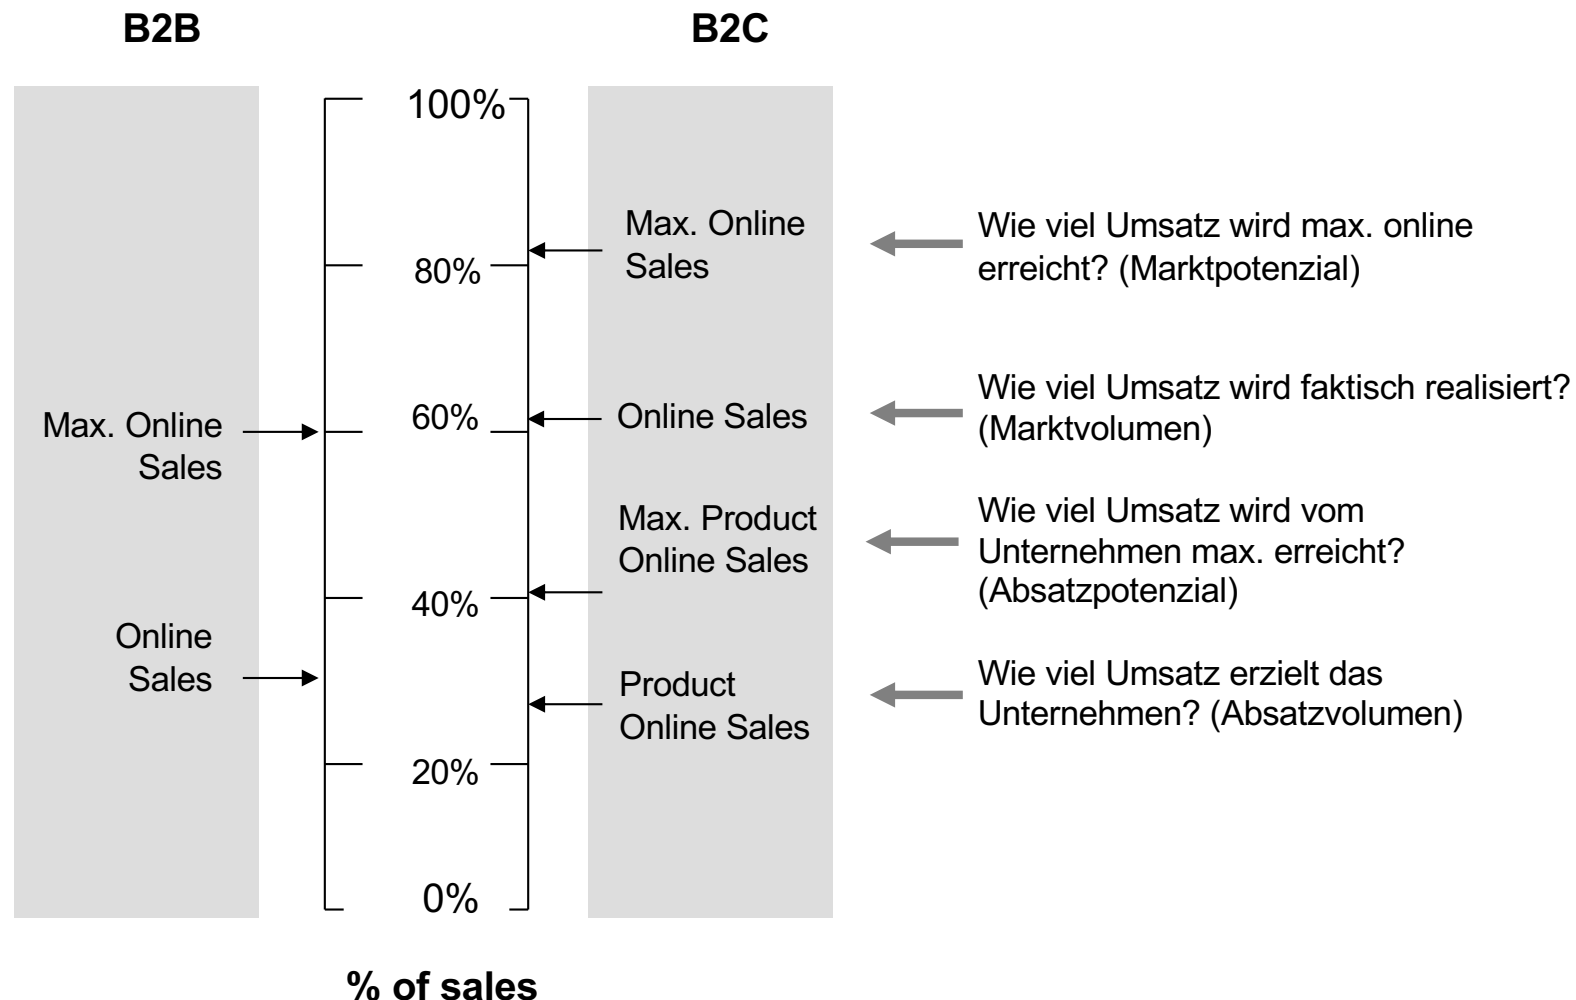 B2B
B2C
100%
80%
60%
40%
20%
0%
% of sales
Max. Online
Sales
Online
Sales
Max. Online
Sales
Online Sales
Max. Product
Online Sales
Product
Online Sales
Wie viel Umsatz wird max. online
erreicht? (Marktpotenzial)
Wie viel Umsatz wird faktisch realisiert?
(Marktvolumen)
Wie viel Umsatz wird vom
Unternehmen max. erreicht?
(Absatzpotenzial)
Wie viel Umsatz erzielt das
Unternehmen? (Absatzvolumen)